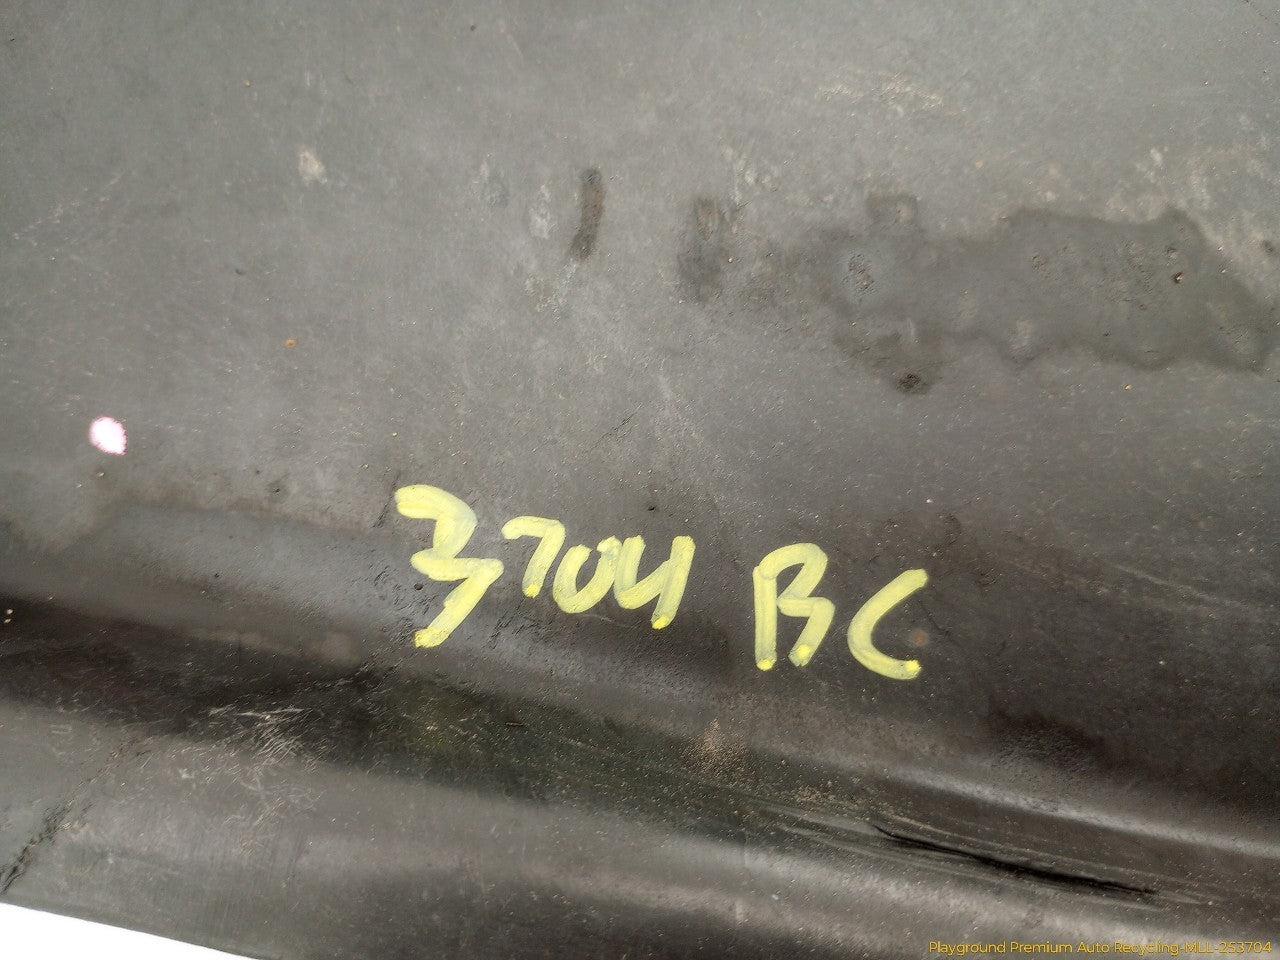 3704 BC
Playground Premium Auto Recycling-MLL-253704